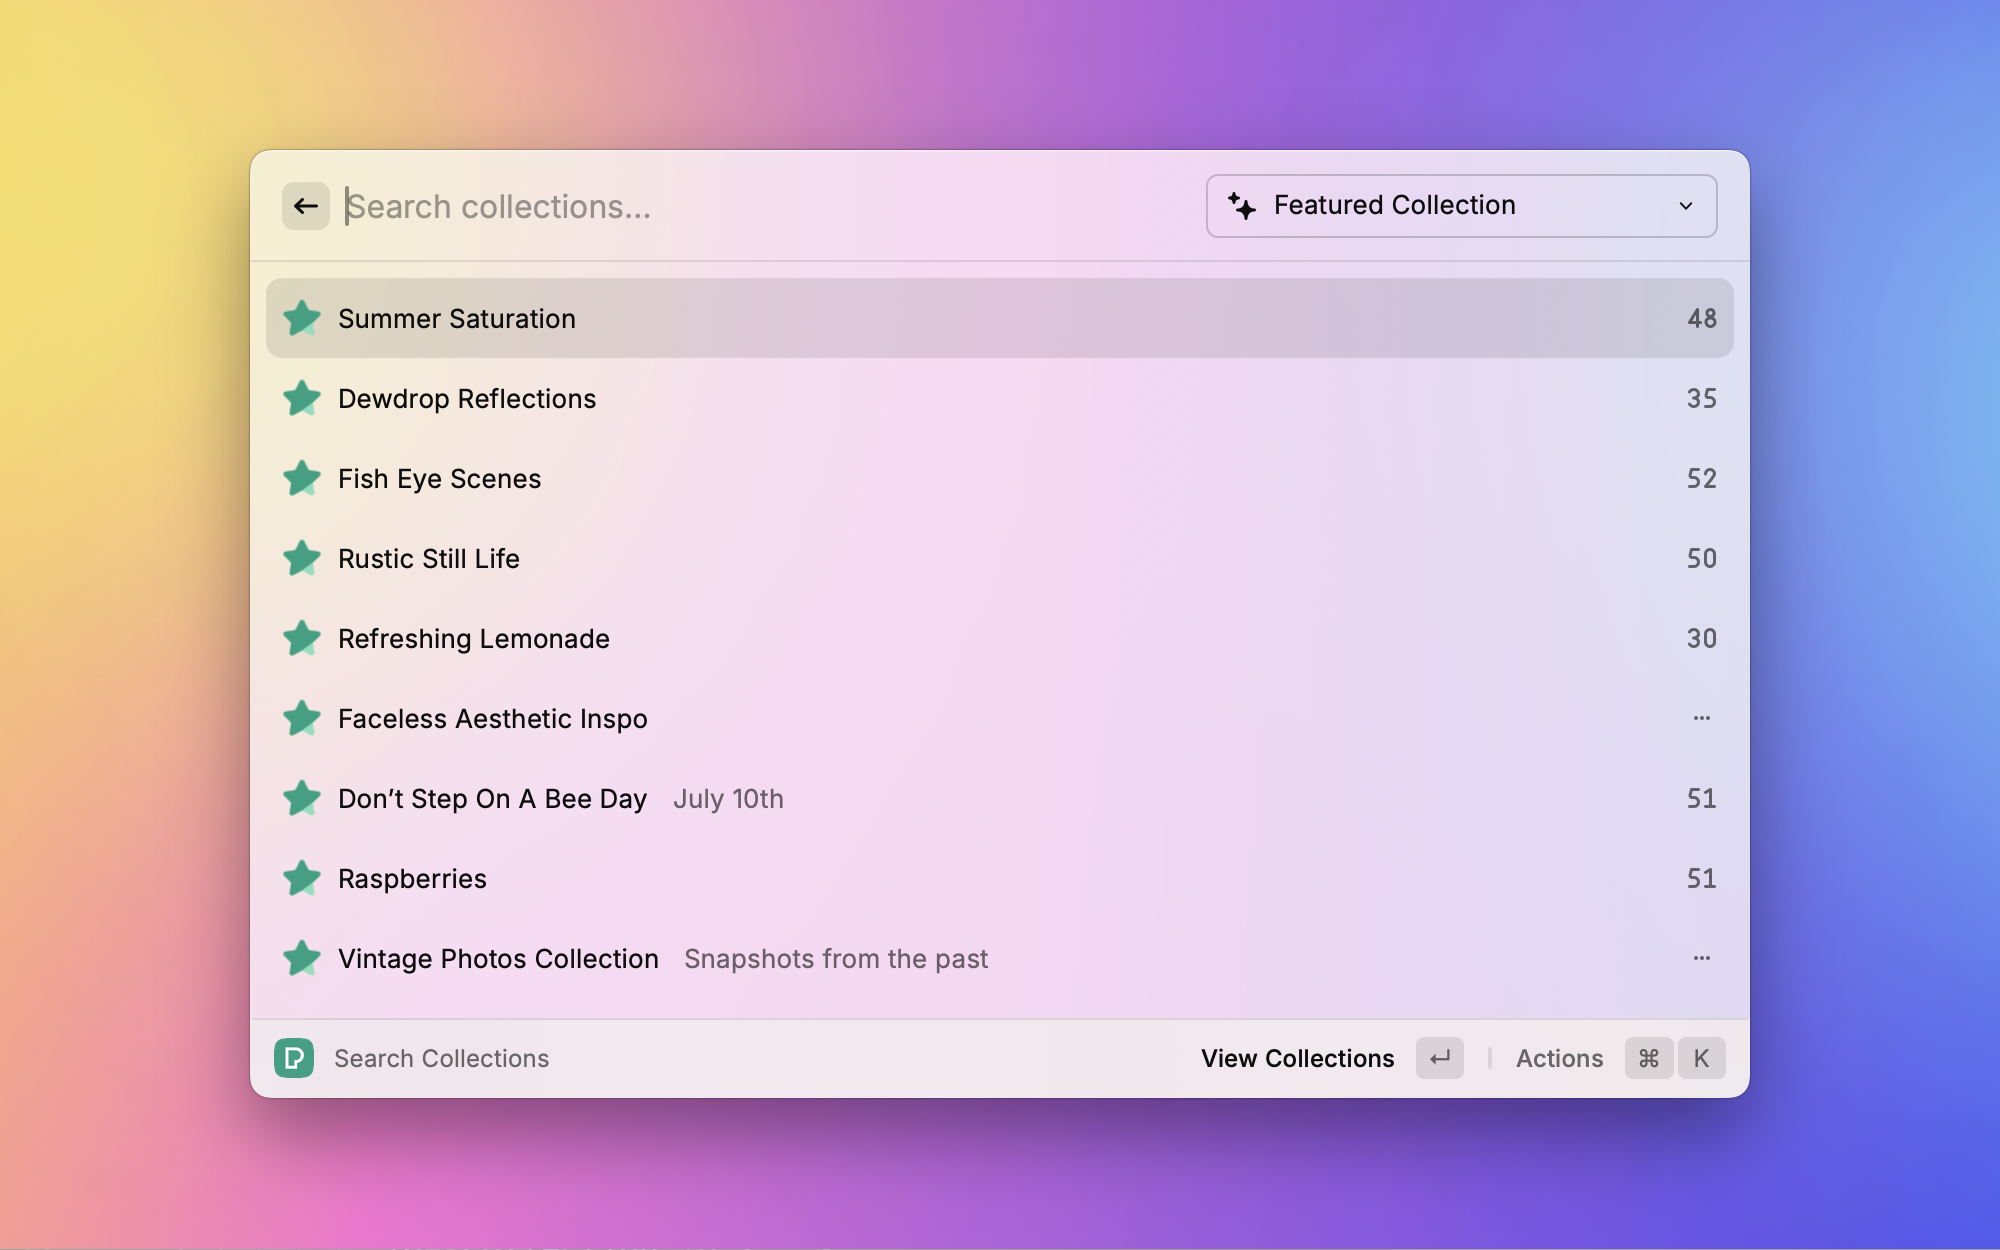 Search collections...
Featured Collection
Summer Saturation 48
Dewdrop Reflections 35
Fish Eye Scenes 52
Rustic Still Life 50
Refreshing Lemonade 30
Faceless Aesthetic Inspo ...
Don’t Step On A Bee Day July 10th 51
Raspberries 51
Vintage Photos Collection Snapshots from the past ...
Search Collections View Collections ↵ Actions ⌘ K